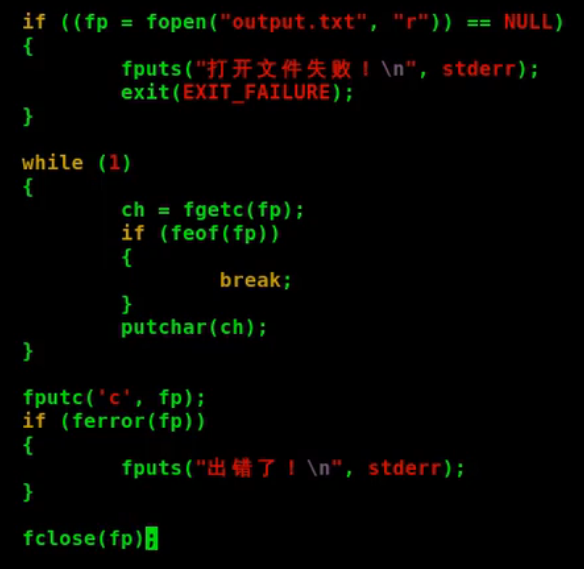 if ((fp = fopen("output.txt", "r")) == NULL)
{
fputs("打开文件失败！\n", stderr);
exit(EXIT_FAILURE);
}
while (1)
{
ch = fgetc(fp);
if (feof(fp))
{
break;
}
putchar(ch);
}
fputc('c', fp);
if (ferror(fp))
{
fputs("出错了！\n", stderr);
}
fclose(fp);